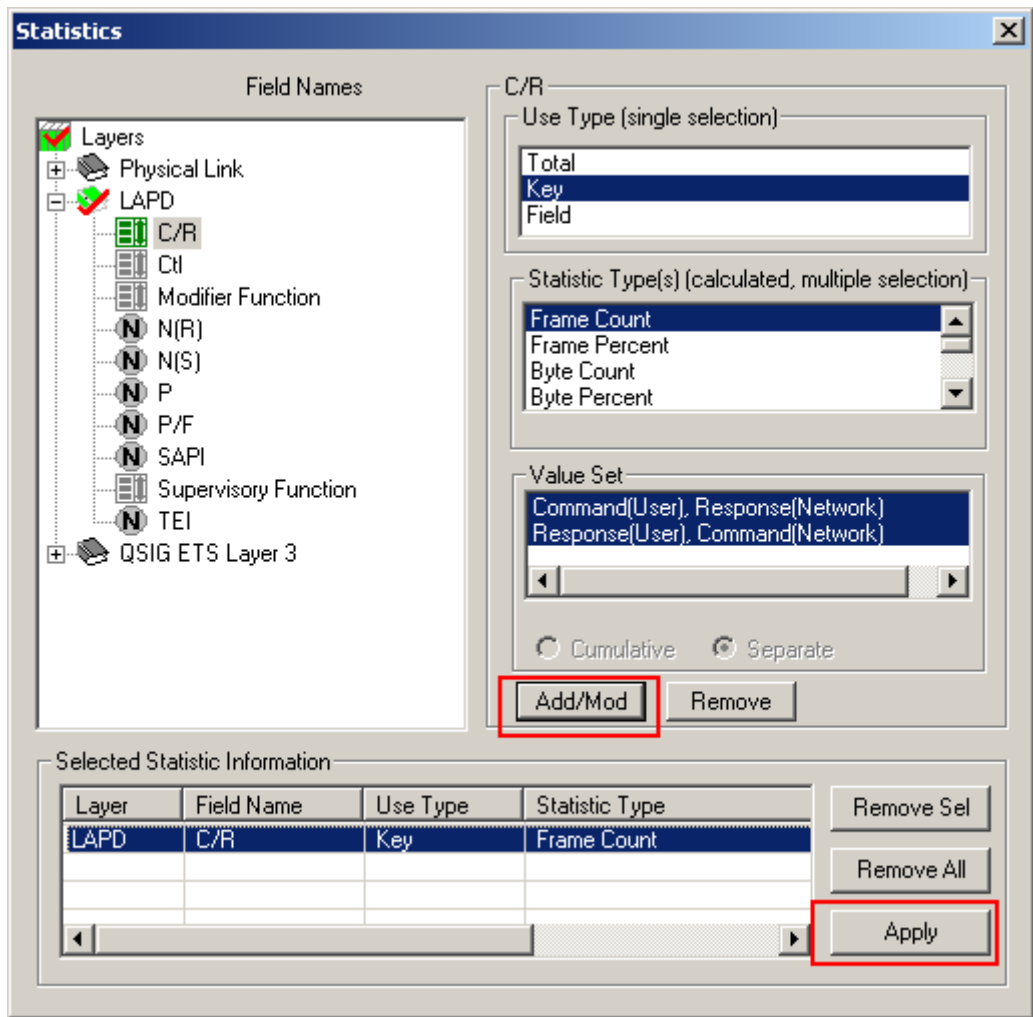 Statistics
Field Names
Layers
Physical Link
LAPD
C/R
Ctl
Modifier Function
N N(R)
N N(S)
N P
N P/F
N SAPI
Supervisory Function
N TEI
QSIG ETS Layer 3
C/R
Use Type (single selection)
Total
Key
Field
Statistic Type(s) (calculated, multiple selection)
Frame Count
Frame Percent
Byte Count
Byte Percent
Value Set
Command(User), Response(Network)
Response(User), Command(Network)
Cumulative Separate
Add/Mod Remove
Selected Statistic Information
Layer Field Name Use Type Statistic Type
LAPD C/R Key Frame Count
Remove Sel
Remove All
Apply